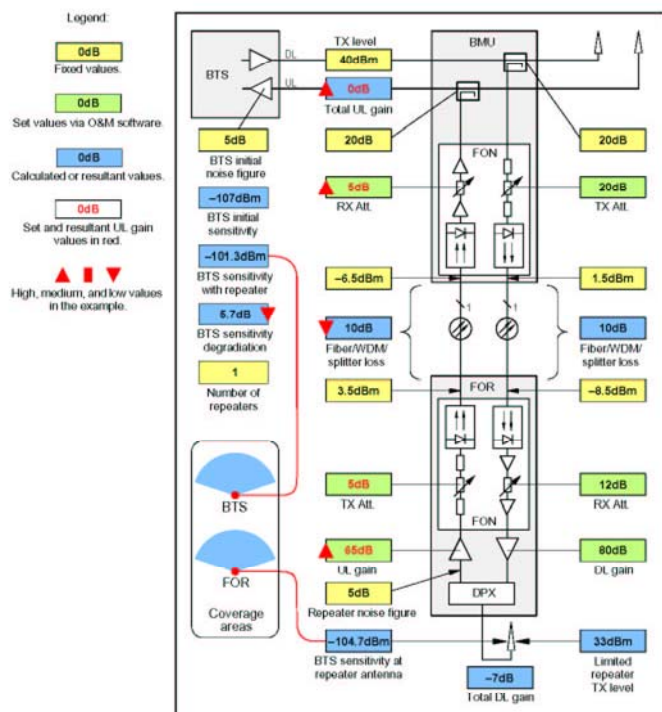 Legend:
0dB
Fixed values.
0dB
Set values via O&M software.
0dB
Calculated or resultant values.
0dB
Set and resultant UL gain
values in red.
High, medium, and low values
in the example.
BTS
DL
UL
TX level
40dBm
0dB
Total UL gain
BMU
5dB
BTS initial
noise figure
20dB
20dB
FON
–107dBm
BTS initial
sensitivity
5dB
RX Att.
20dB
TX Att.
–101.3dBm
BTS sensitivity
with repeater
–6.5dBm
1.5dBm
5.7dB
BTS sensitivity
degradation
10dB
Fiber/WDM/
splitter loss
1
1
10dB
Fiber/WDM/
splitter loss
1
Number of
repeaters
FOR
3.5dBm
–8.5dBm
BTS
FOR
Coverage
areas
5dB
TX Att.
12dB
RX Att.
FON
65dB
UL gain
60dB
DL gain
5dB
Repeater noise figure
DPX
–104.7dBm
BTS sensitivity at
repeater antenna
33dBm
Limited
repeater
TX level
–7dB
Total DL gain